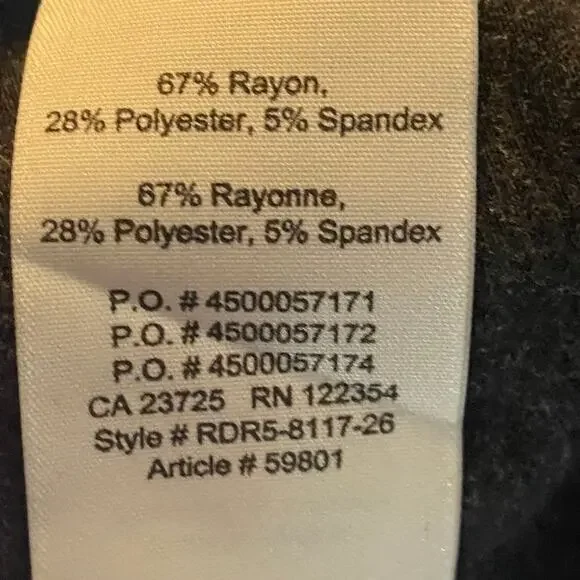 67% Rayon,
28% Polyester, 5% Spandex
67% Rayonne,
28% Polyester, 5% Spandex
P.O. # 4500057171
P.O. # 4500057172
P.O. # 4500057174
CA 23725 RN 122354
Style # RDR5-8117-26
Article # 59801